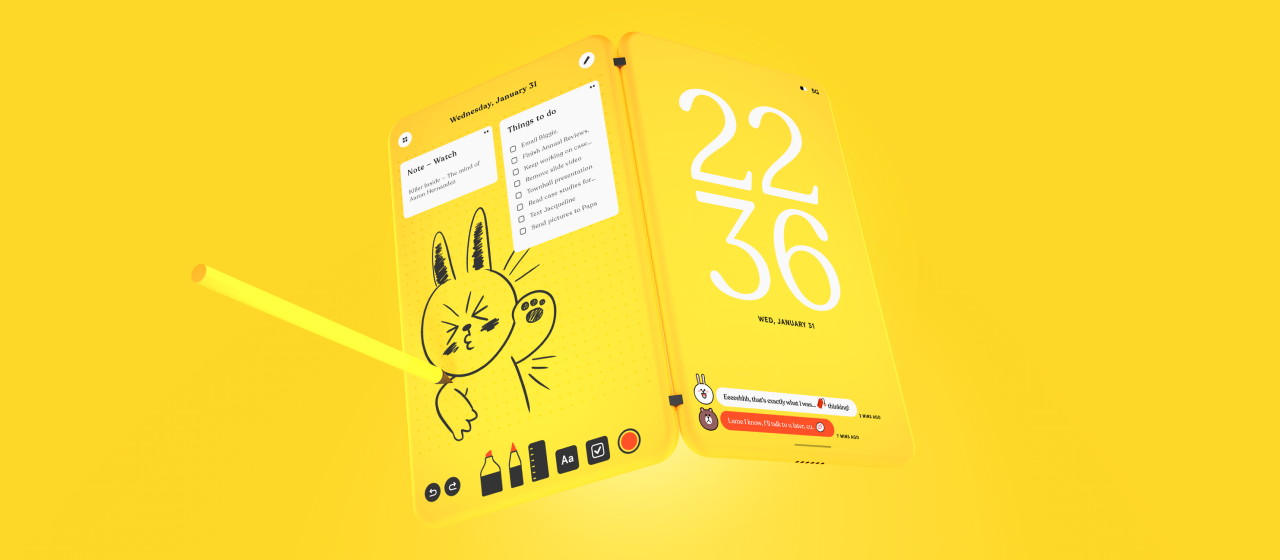 Wednesday, January 31
Note – Watch
Killer Inside – The mind of
Aaron Hernandez
Things to do
Email Biggie.
Finish Annual Reviews.
Keep working on case...
Remove slide video
Townhall presentation
Read case studies for...
Text Jacqueline
Send pictures to Papa
Aa
5G
22
36
WED, JANUARY 31
Eeeeehhh, that's exactly what I was... thinking!
2 MINS AGO
Lame I know, I'll talk to u later, cu.
7 MINS AGO